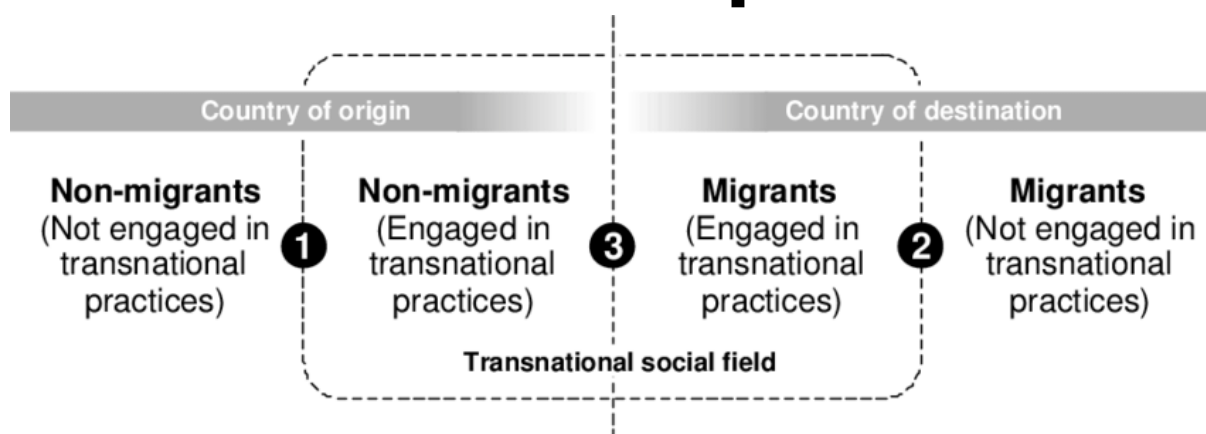 Country of origin
Country of destination
Non-migrants
(Not engaged in
transnational
practices)
1
Non-migrants
(Engaged in
transnational
practices)
3
Migrants
(Engaged in
transnational
practices)
2
Migrants
(Not engaged in
transnational
practices)
Transnational social field